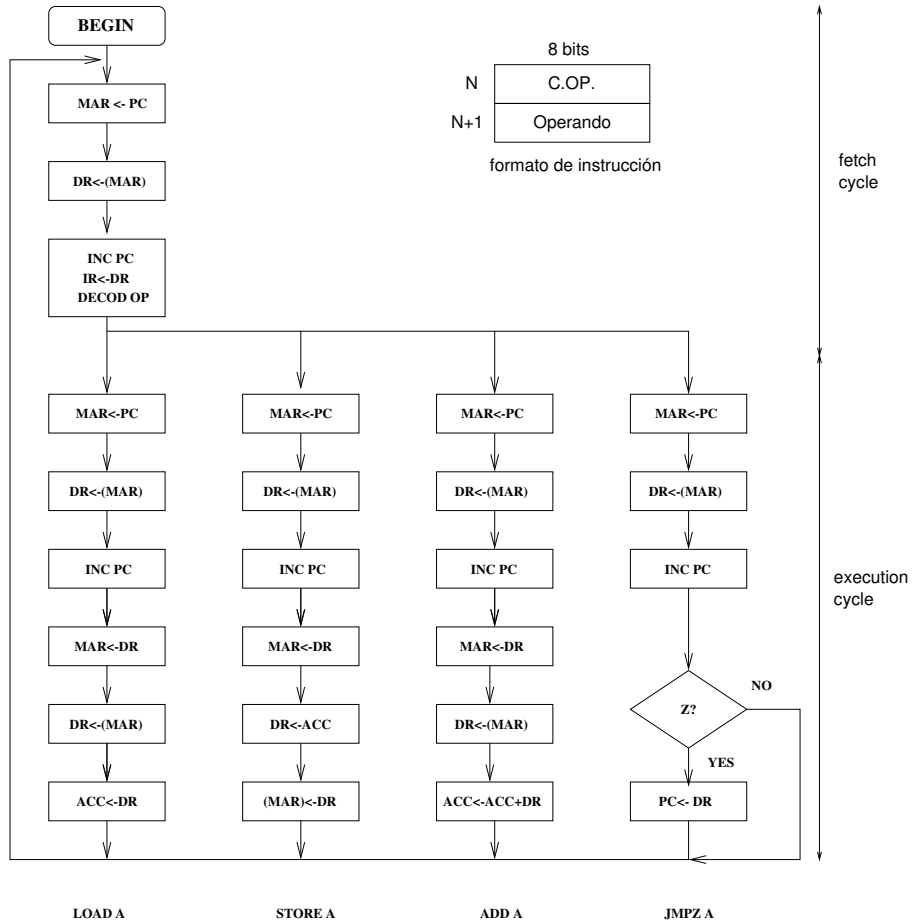 BEGIN
8 bits
N
C.OP.
MAR <- PC
N+1
Operando
formato de instrucción
fetch
cycle
DR<-(MAR)
INC PC
IR<-DR
DECOD OP
MAR<-PC
MAR<-PC
MAR<-PC
MAR<-PC
DR<-(MAR)
DR<-(MAR)
DR<-(MAR)
DR<-(MAR)
INC PC
INC PC
INC PC
INC PC
execution
cycle
MAR<-DR
MAR<-DR
MAR<-DR
NO
DR<-(MAR)
DR<-ACC
DR<-(MAR)
Z?
YES
ACC<-DR
(MAR)<-DR
ACC<-ACC+DR
PC<- DR
LOAD A
STORE A
ADD A
JMPZ A